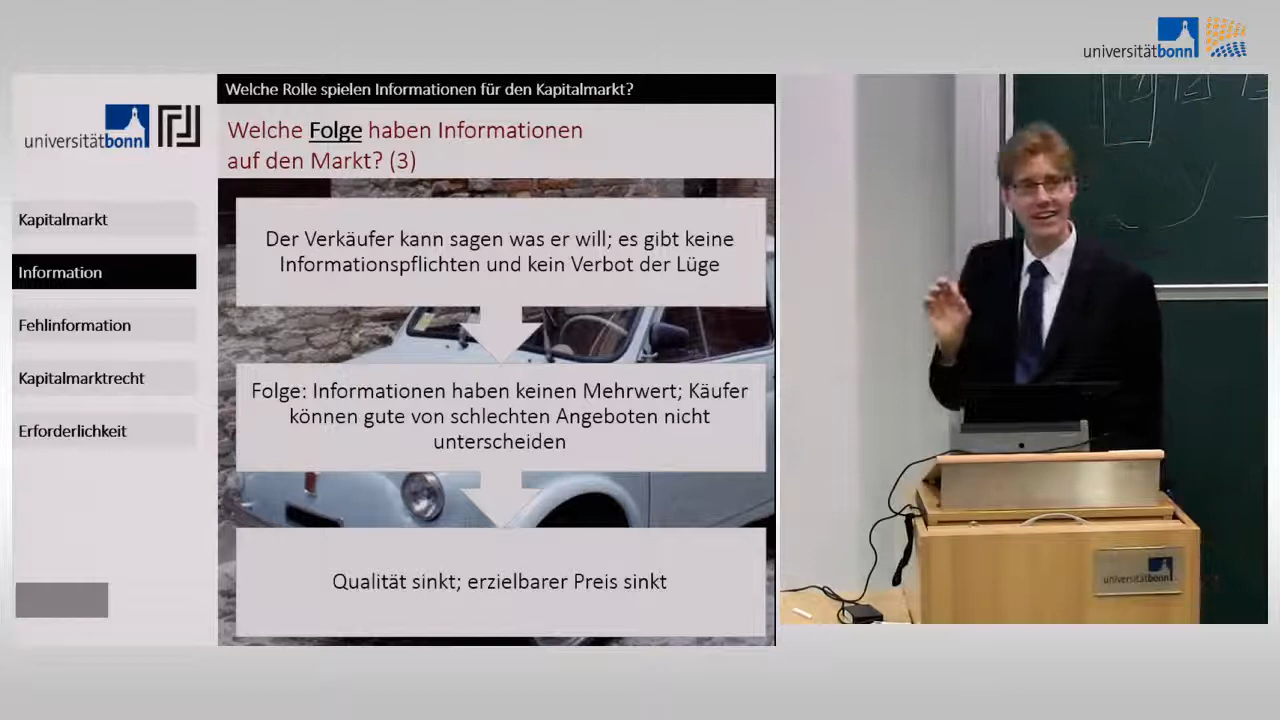 universitätbonn
universitätbonn
Kapitalmarkt
Information
Fehlinformation
Kapitalmarktrecht
Erforderlichkeit
Welche Rolle spielen Informationen für den Kapitalmarkt?
Welche Folge haben Informationen
auf den Markt? (3)
Der Verkäufer kann sagen was er will; es gibt keine
Informationspflichten und kein Verbot der Lüge
Folge: Informationen haben keinen Mehrwert; Käufer
können gute von schlechten Angeboten nicht
unterscheiden
Qualität sinkt; erzielbarer Preis sinkt
universitätbonn